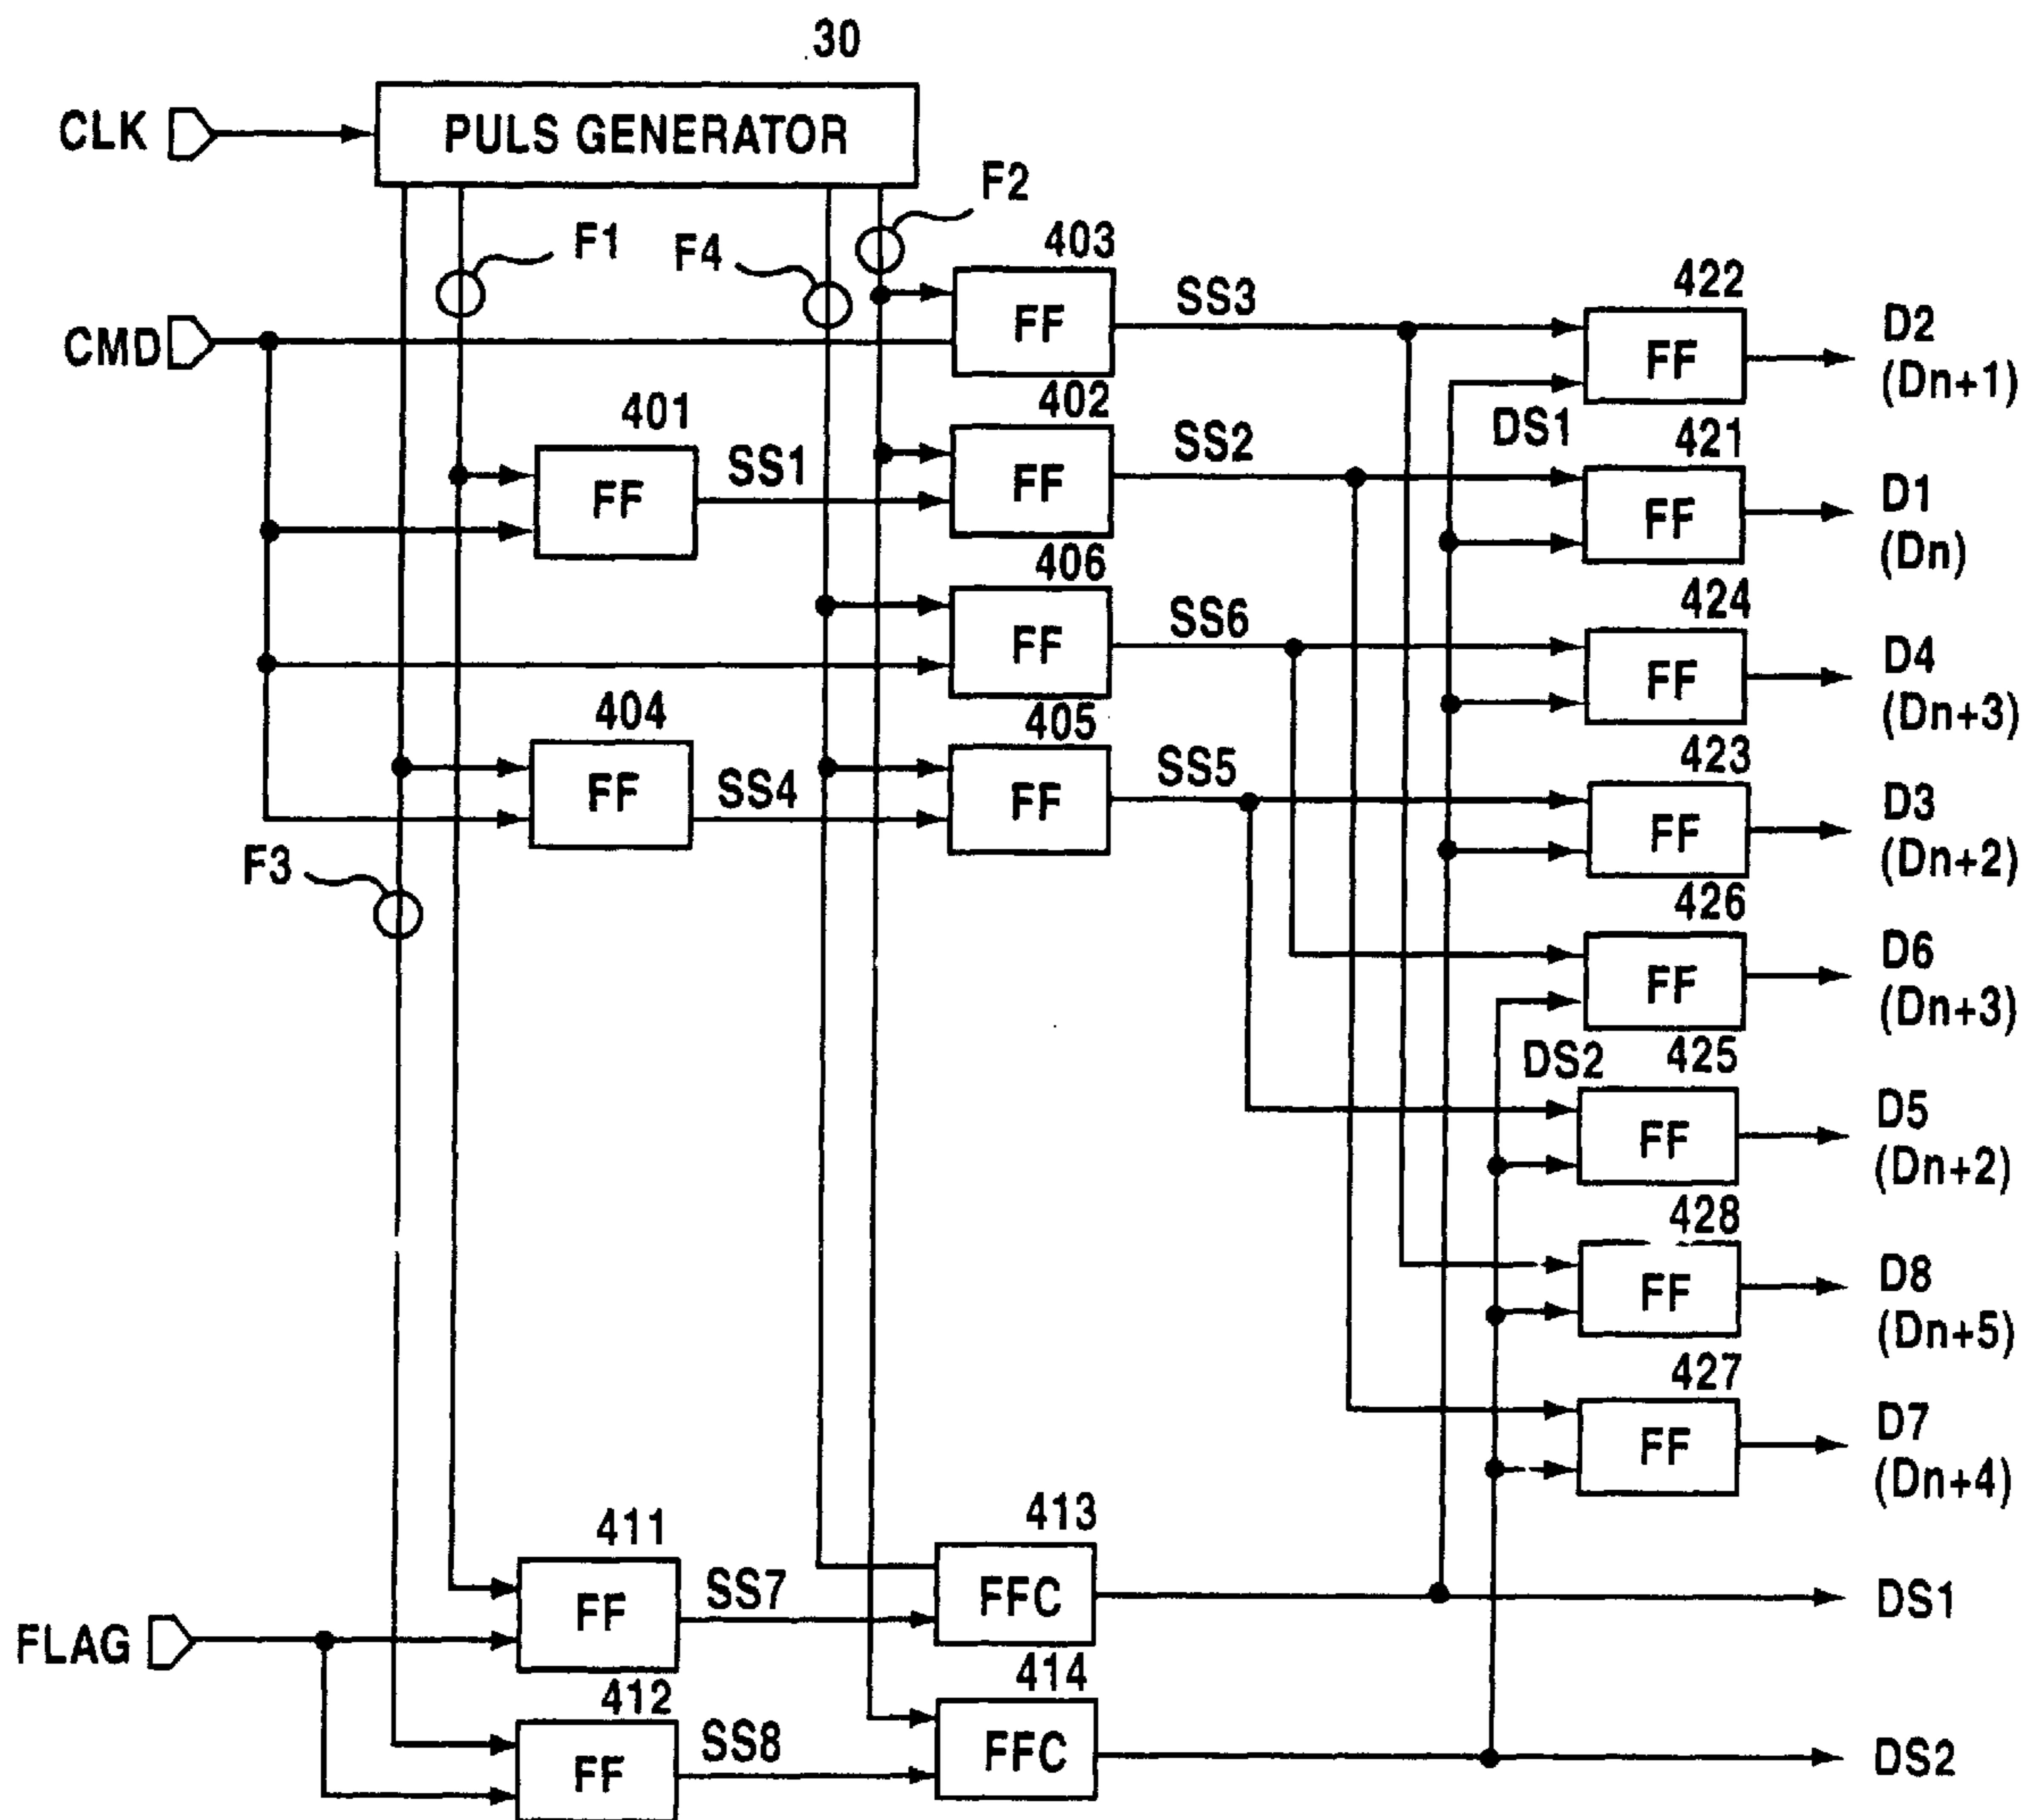 30
CLK
PULS GENERATOR
F2
F1
F4
403
SS3
422
D2
FF
CMD
FF
(Dn+1)
402
401
DS1
421
SS2
SS1
D1
FF
FF
FF
406
(Dn)
424
SS6
FF
D4
FF
404
405
(Dn+3)
SS5
423
SS4
FF
FF
D3
FF
F3
(Dn+2)
426
D6
FF
(Dn+3)
DS2
425
D5
FF
(Dn+2)
428
D8
FF
(Dn+5)
427
D7
FF
(Dn+4)
411
413
SS7
FFC
DS1
FF
FLAG
412
414
SS8
FFC
DS2
FF